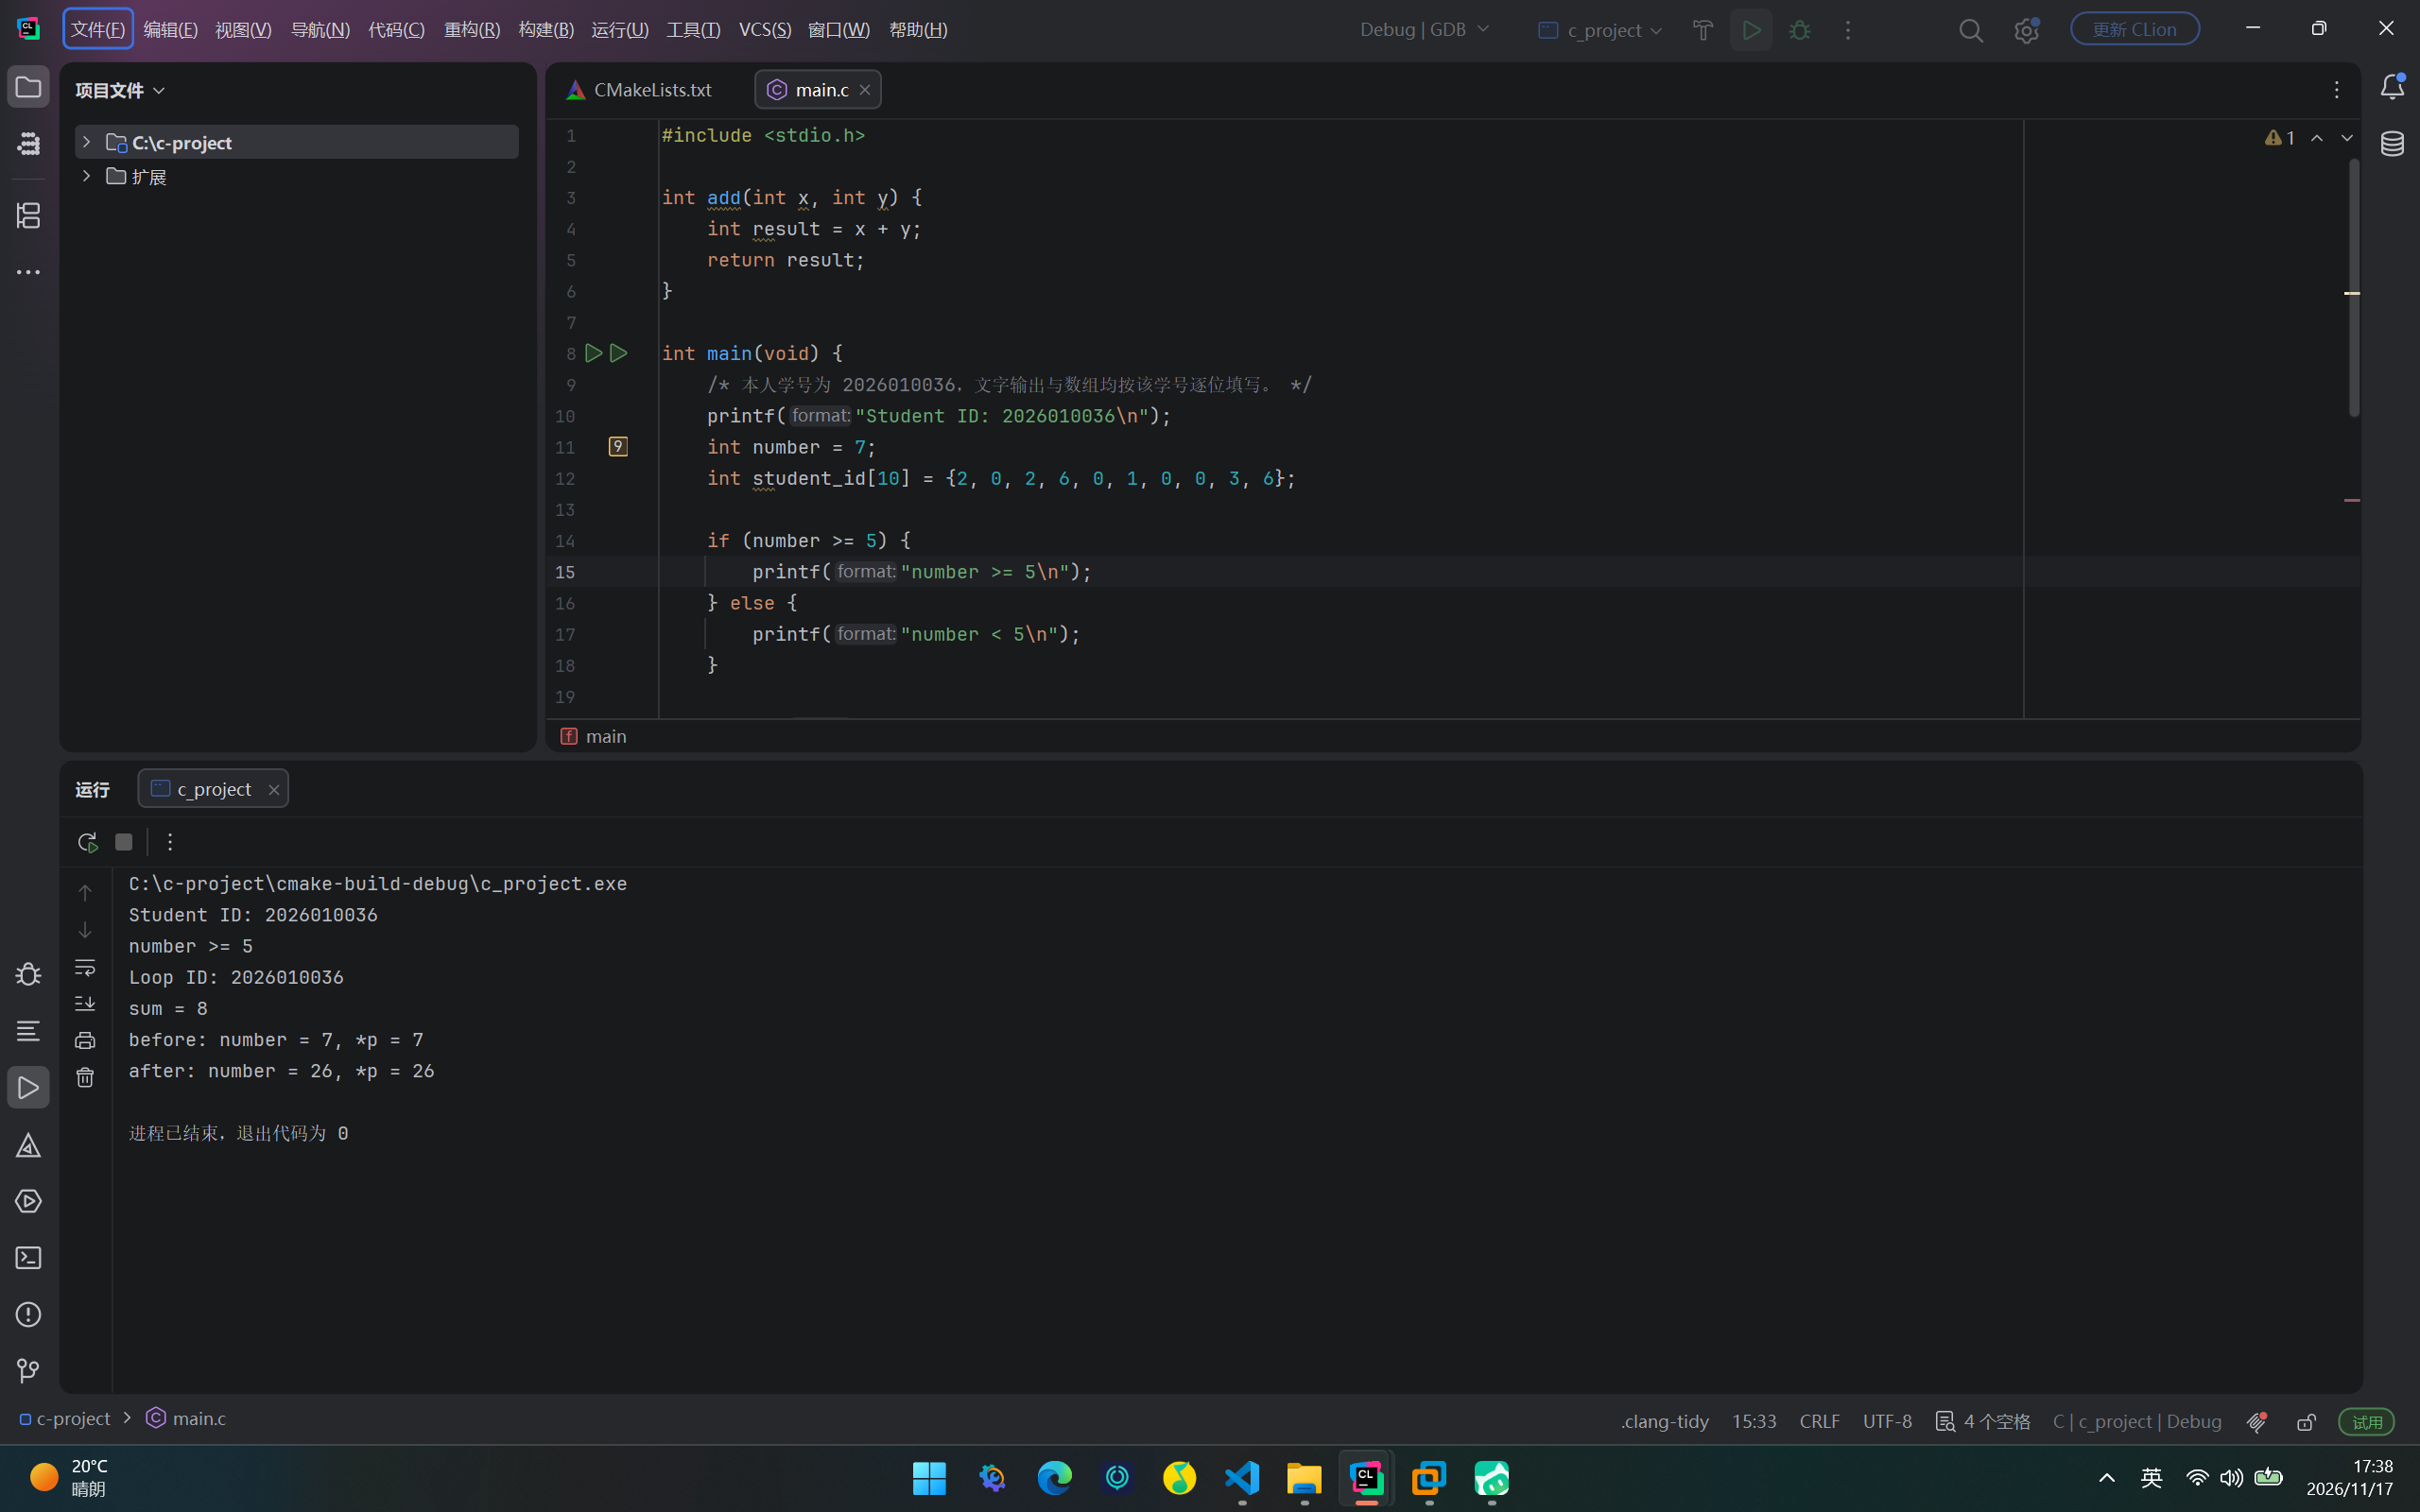 CL
文件(F) 编辑(E) 视图(V) 导航(N) 代码(C) 重构(R) 构建(B) 运行(U) 工具(T) VCS(S) 窗口(W) 帮助(H) Debug | GDB c_project 更新 CLion
项目文件
C:\c-project
扩展
CMakeLists.txt main.c
1 #include <stdio.h>
2
3 int add(int x, int y) {
4 int result = x + y;
5 return result;
6 }
7
8 int main(void) {
9 /* 本人学号为 2026010036，文字输出与数组均按该学号逐位填写。 */
10 printf(format:"Student ID: 2026010036\n");
11 9 int number = 7;
12 int student_id[10] = {2, 0, 2, 6, 0, 1, 0, 0, 3, 6};
13
14 if (number >= 5) {
15 printf(format:"number >= 5\n");
16 } else {
17 printf(format:"number < 5\n");
18 }
19
1
f main
运行 c_project
C:\c-project\cmake-build-debug\c_project.exe
Student ID: 2026010036
number >= 5
Loop ID: 2026010036
sum = 8
before: number = 7, *p = 7
after: number = 26, *p = 26
进程已结束，退出代码为 0
c-project > main.c .clang-tidy 15:33 CRLF UTF-8 4 个空格 C | c_project | Debug 试用
20°C
晴朗
CL
英
17:38
2026/11/17